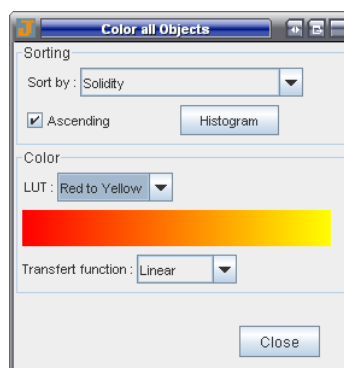 Color all Objects
Sorting
Sort by : Solidity
Ascending
Histogram
Color
LUT : Red to Yellow
Transfert function : Linear
Close